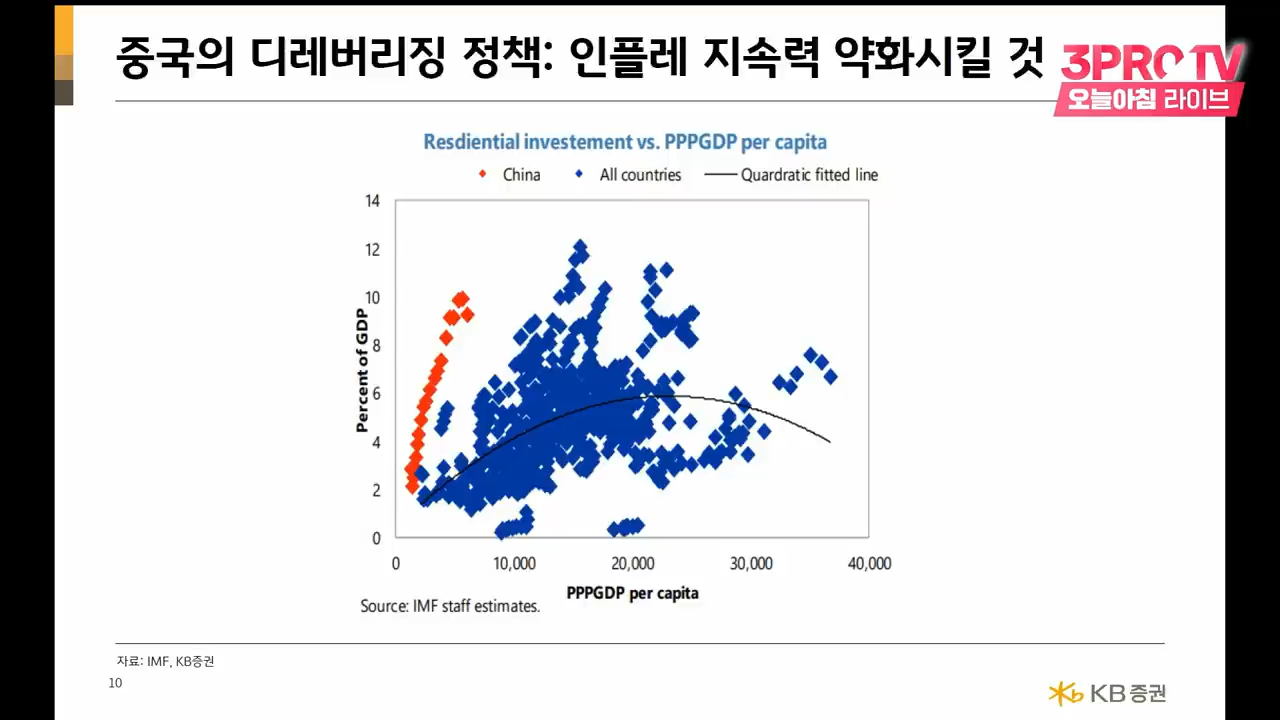 중국의 디레버리징 정책: 인플레 지속력 약화시킬 것
3PRO TV
오늘아침 라이브
Resdiential investement vs. PPPGDP per capita
China
All countries
Quardratic fitted line
14
12
10
8
6
4
2
0
Percent of GDP
0 10,000 20,000 30,000 40,000
PPPGDP per capita
Source: IMF staff estimates.
자료: IMF, KB증권
10
KB증권